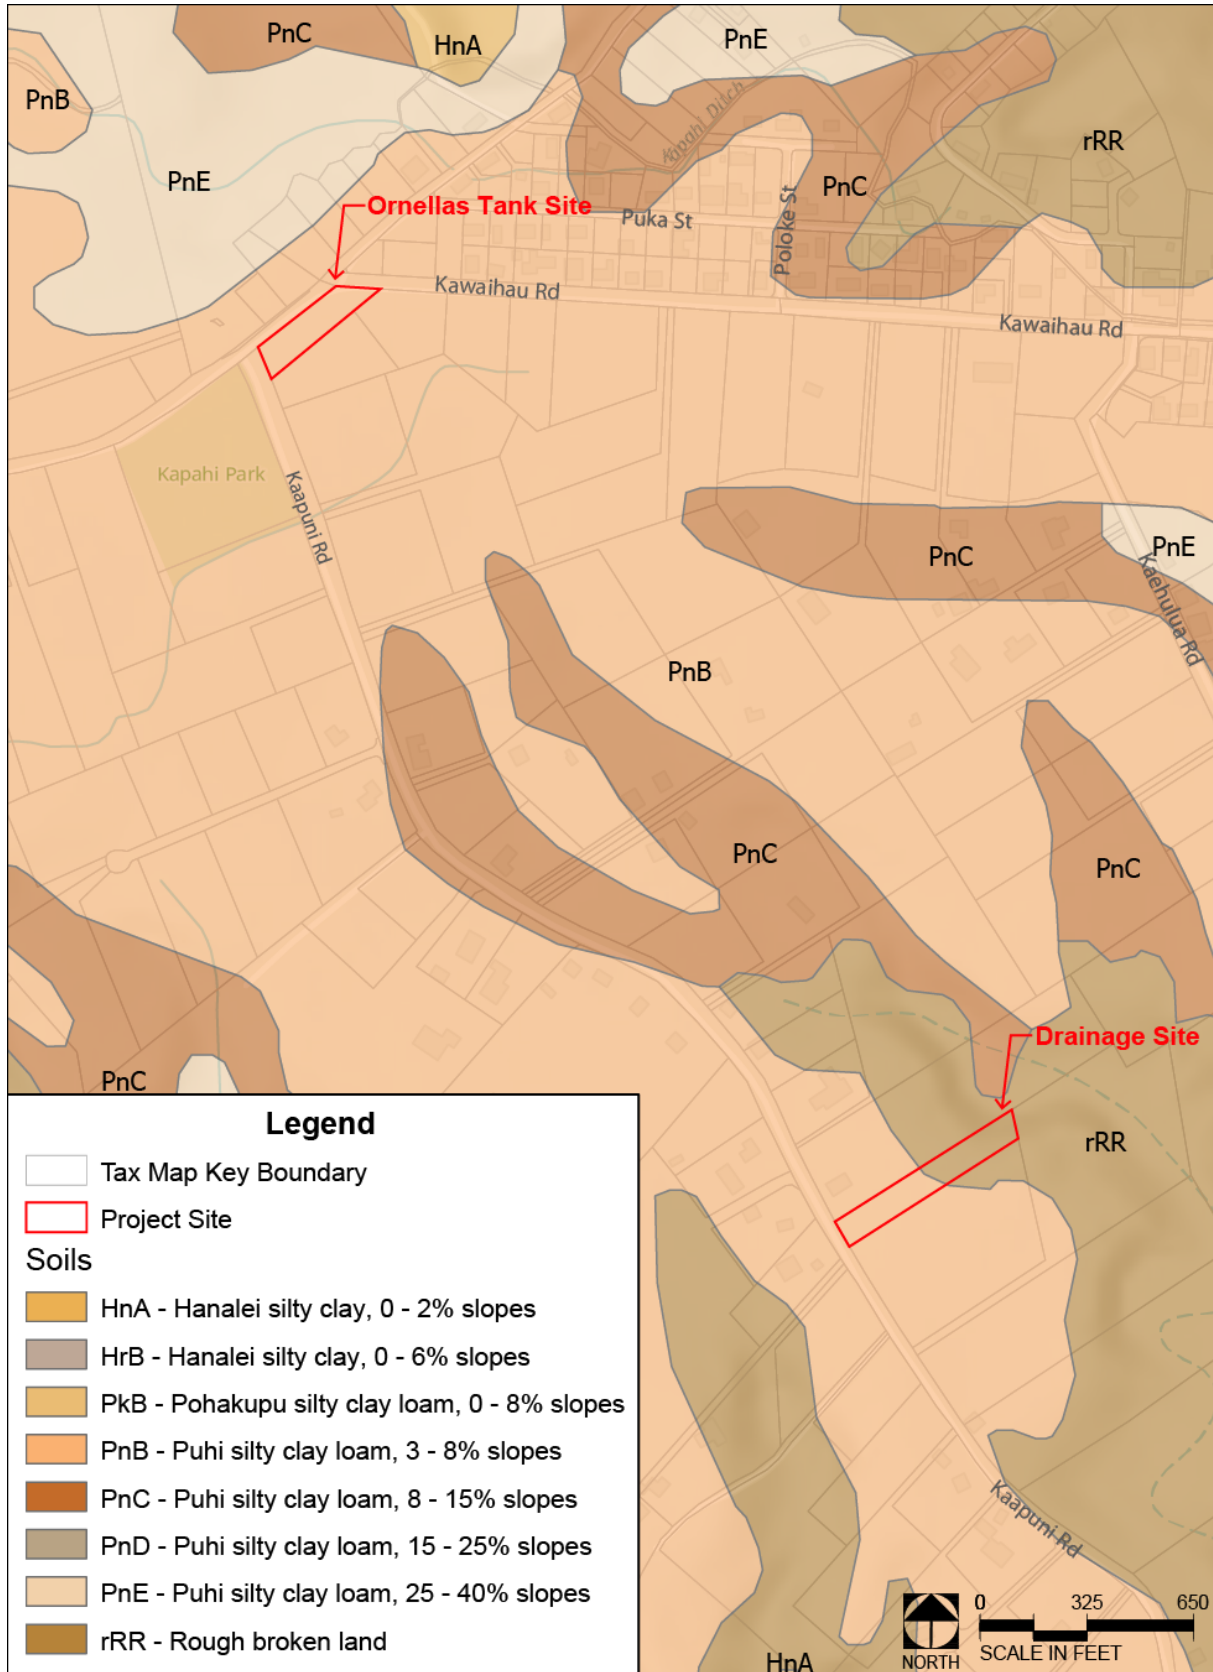 PnC
HnA
PnE
PnB
Kapahi Ditch
rRR
PnE
PnC
Ornellas Tank Site
Puka St
Poloke St
Kawaihau Rd
Kawaihau Rd
Kapahi Park
Kaapuni Rd
PnC
PnE
Kaehulua Rd
PnB
PnC
PnC
Drainage Site
PnC
rRR
Legend
Tax Map Key Boundary
Project Site
Soils
HnA - Hanalei silty clay, 0 - 2% slopes
HrB - Hanalei silty clay, 0 - 6% slopes
PkB - Pohakupu silty clay loam, 0 - 8% slopes
PnB - Puhi silty clay loam, 3 - 8% slopes
PnC - Puhi silty clay loam, 8 - 15% slopes
PnD - Puhi silty clay loam, 15 - 25% slopes
PnE - Puhi silty clay loam, 25 - 40% slopes
rRR - Rough broken land
Kaapuni Rd
HnA
NORTH
0 325 650
SCALE IN FEET